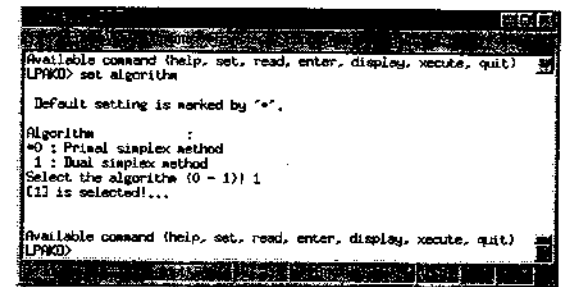 Available command (help, set, read, enter, display, xecute, quit)
LPAKO> set algorithm
Default setting is marked by "*".
Algorithm :
*0 : Primal simplex method
1 : Dual simplex method
Select the algorithm (0 - 1)! 1
[1] is selected!...
Available command (help, set, read, enter, display, xecute, quit)
LPAKO>